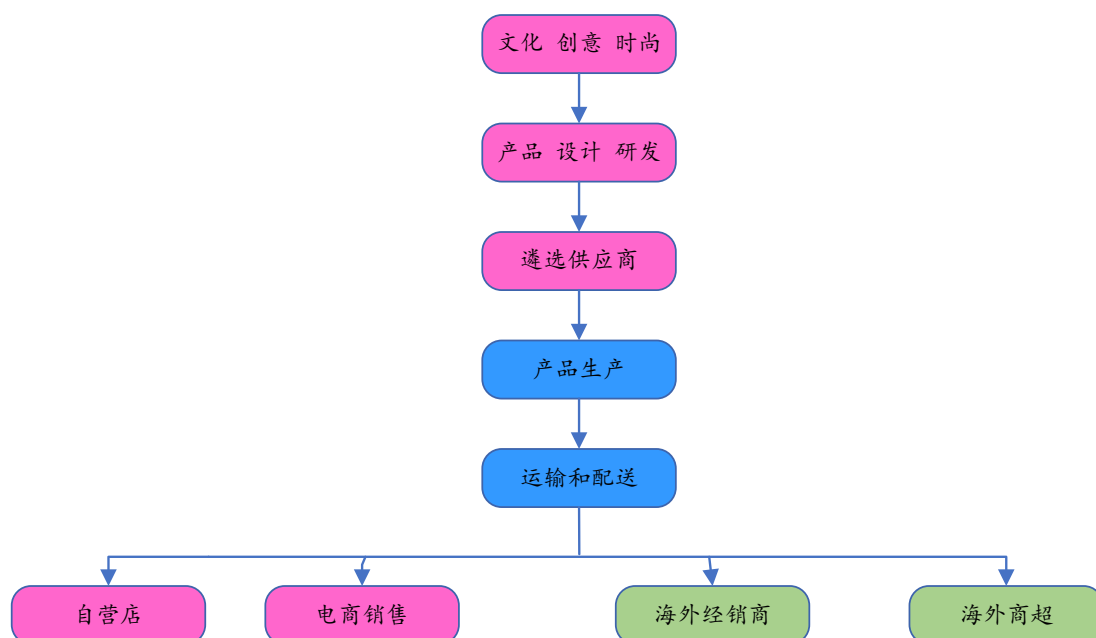 文化 创意 时尚
产品 设计 研发
遴选供应商
产品生产
运输和配送
自营店
电商销售
海外经销商
海外商超